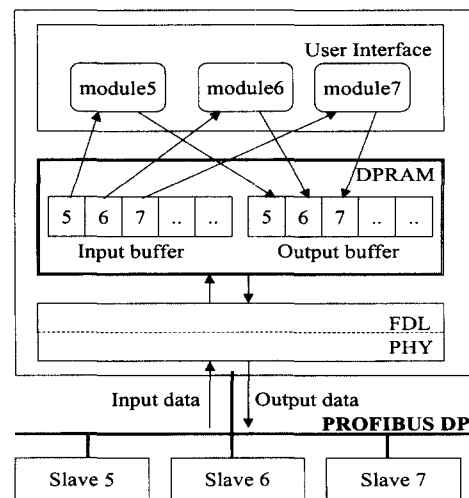 User Interface
module5 module6 module7
DPRAM
5 6 7 .. .. 5 6 7 .. ..
Input buffer Output buffer
FDL
PHY
Input data Output data
PROFIBUS DP
Slave 5 Slave 6 Slave 7